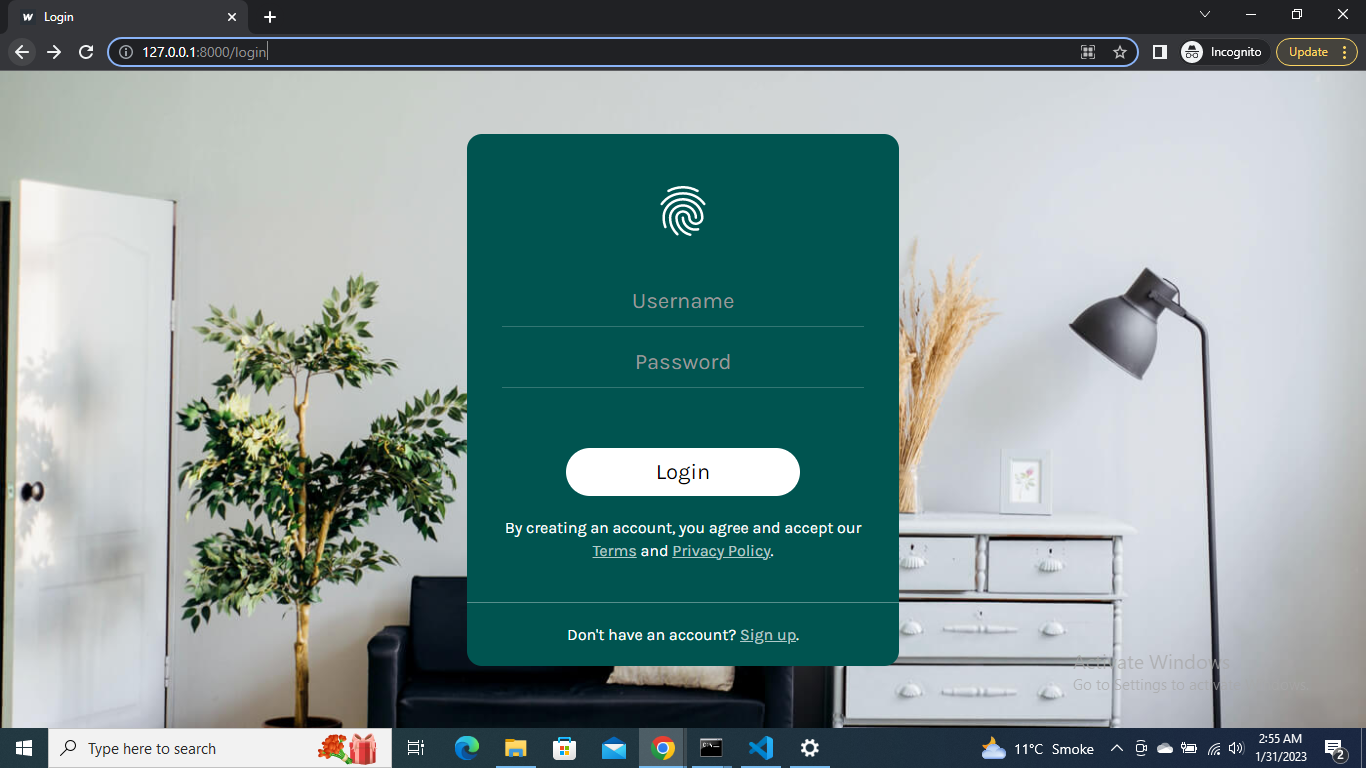 Login
127.0.0.1:8000/login
Incognito
Update
Username
Password
Login
By creating an account, you agree and accept our
Terms and Privacy Policy.
Don't have an account? Sign up.
Activate Windows
Go to Settings to activate Windows.
Type here to search
11°C Smoke
2:55 AM
1/31/2023
2